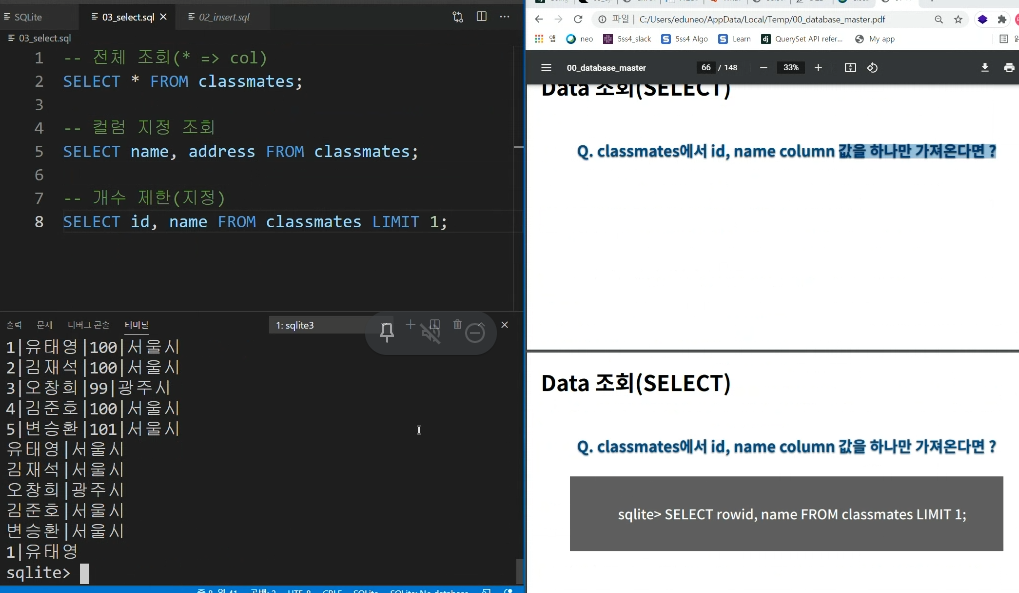 SQLite
03_select.sql
02_insert.sql
03_select.sql
1 -- 전체 조회(* => col)
2 SELECT * FROM classmates;
3
4 -- 컬럼 지정 조회
5 SELECT name, address FROM classmates;
6
7 -- 개수 제한(지정)
8 SELECT id, name FROM classmates LIMIT 1;
출력 문제 디버그 콘솔 터미널
1: sqlite3
1|유태영|100|서울시
2|김재석|100|서울시
3|오창희|99|광주시
4|김준호|100|서울시
5|변승환|101|서울시
유태영|서울시
김재석|서울시
오창희|광주시
김준호|서울시
변승환|서울시
1|유태영
sqlite>
파일 | C:/Users/eduneo/AppData/Local/Temp/00_database_master.pdf
앱 neo 5ss4_slack 5ss4 Algo Learn QuerySet API refer... My app
00_database_master 66 / 148 33%
Data 조회(SELECT)
Q. classmates에서 id, name column 값을 하나만 가져온다면 ?
Data 조회(SELECT)
Q. classmates에서 id, name column 값을 하나만 가져온다면 ?
sqlite> SELECT rowid, name FROM classmates LIMIT 1;